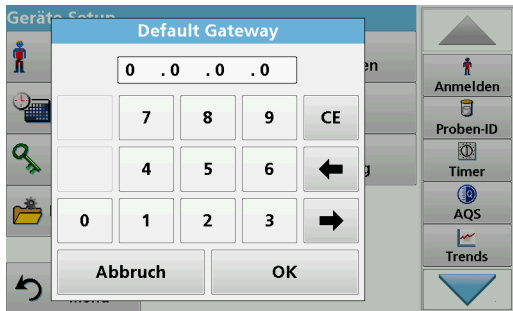 Geräte Setup
Default Gateway
0 .0 .0 .0
7 8 9 CE
4 5 6
0 1 2 3
Abbruch OK
Anmelden
Proben-ID
Timer
AQS
Trends